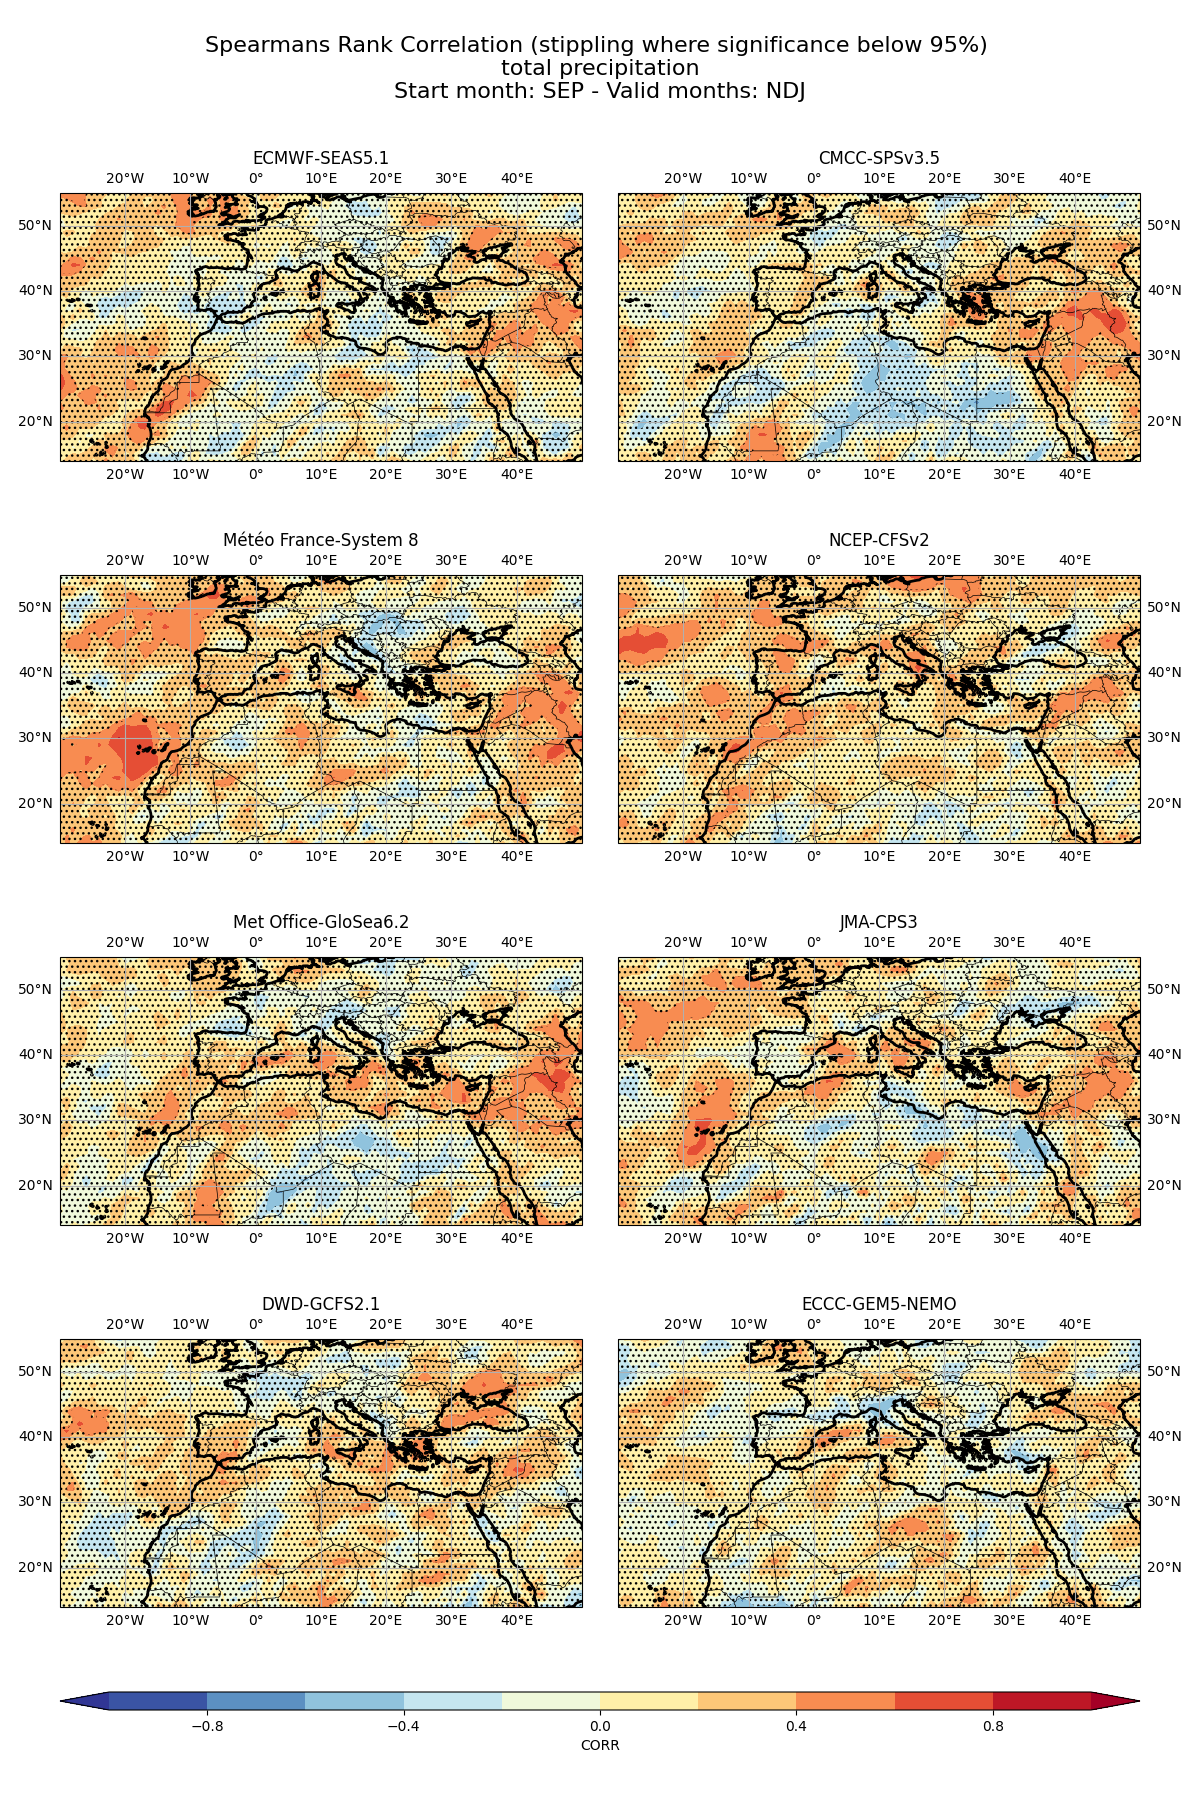 Spearmans Rank Correlation (stippling where significance below 95%)
total precipitation
Start month: SEP - Valid months: NDJ
ECMWF-SEAS5.1
20°W 10°W 0° 10°E 20°E 30°E 40°E
50°N
40°N
30°N
20°N
20°W 10°W 0° 10°E 20°E 30°E 40°E
CMCC-SPSv3.5
20°W 10°W 0° 10°E 20°E 30°E 40°E
50°N
40°N
30°N
20°N
20°W 10°W 0° 10°E 20°E 30°E 40°E
Météo France-System 8
20°W 10°W 0° 10°E 20°E 30°E 40°E
50°N
40°N
30°N
20°N
20°W 10°W 0° 10°E 20°E 30°E 40°E
NCEP-CFSv2
20°W 10°W 0° 10°E 20°E 30°E 40°E
50°N
40°N
30°N
20°N
20°W 10°W 0° 10°E 20°E 30°E 40°E
Met Office-GloSea6.2
20°W 10°W 0° 10°E 20°E 30°E 40°E
50°N
40°N
30°N
20°N
20°W 10°W 0° 10°E 20°E 30°E 40°E
JMA-CPS3
20°W 10°W 0° 10°E 20°E 30°E 40°E
50°N
40°N
30°N
20°N
20°W 10°W 0° 10°E 20°E 30°E 40°E
DWD-GCFS2.1
20°W 10°W 0° 10°E 20°E 30°E 40°E
50°N
40°N
30°N
20°N
20°W 10°W 0° 10°E 20°E 30°E 40°E
ECCC-GEM5-NEMO
20°W 10°W 0° 10°E 20°E 30°E 40°E
50°N
40°N
30°N
20°N
20°W 10°W 0° 10°E 20°E 30°E 40°E
−0.8 −0.4 0.0 0.4 0.8
CORR